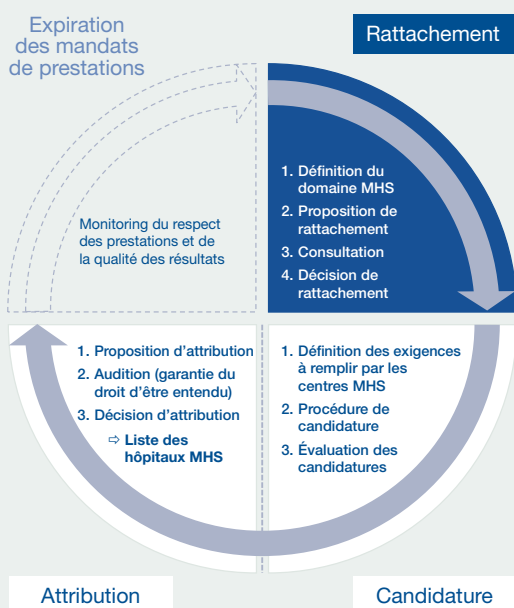 Expiration
des mandats
de prestations
Rattachement
1. Définition du
domaine MHS
2. Proposition de
rattachement
3. Consultation
4. Décision de
rattachement
Monitoring du respect
des prestations et de
la qualité des résultats
1. Proposition d'attribution
2. Audition (garantie du
droit d'être entendu)
3. Décision d'attribution
⇨ Liste des
hôpitaux MHS
1. Définition des exigences
à remplir par les
centres MHS
2. Procédure de
candidature
3. Évaluation des
candidatures
Attribution
Candidature